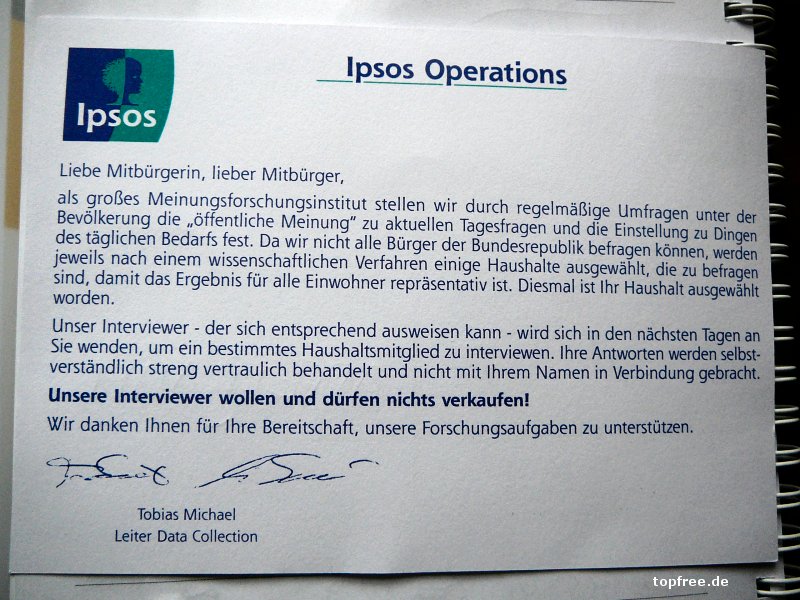 Ipsos
Ipsos Operations
Liebe Mitbürgerin, lieber Mitbürger,
als großes Meinungsforschungsinstitut stellen wir durch regelmäßige Umfragen unter der
Bevölkerung die „öffentliche Meinung" zu aktuellen Tagesfragen und die Einstellung zu Dingen
des täglichen Bedarfs fest. Da wir nicht alle Bürger der Bundesrepublik befragen können, werden
jeweils nach einem wissenschaftlichen Verfahren einige Haushalte ausgewählt, die zu befragen
sind, damit das Ergebnis für alle Einwohner repräsentativ ist. Diesmal ist Ihr Haushalt ausgewählt
worden.
Unser Interviewer - der sich entsprechend ausweisen kann - wird sich in den nächsten Tagen an
Sie wenden, um ein bestimmtes Haushaltsmitglied zu interviewen. Ihre Antworten werden selbst-
verständlich streng vertraulich behandelt und nicht mit Ihrem Namen in Verbindung gebracht.
Unsere Interviewer wollen und dürfen nichts verkaufen!
Wir danken Ihnen für Ihre Bereitschaft, unsere Forschungsaufgaben zu unterstützen.
Tobias Michael
Leiter Data Collection
topfree.de